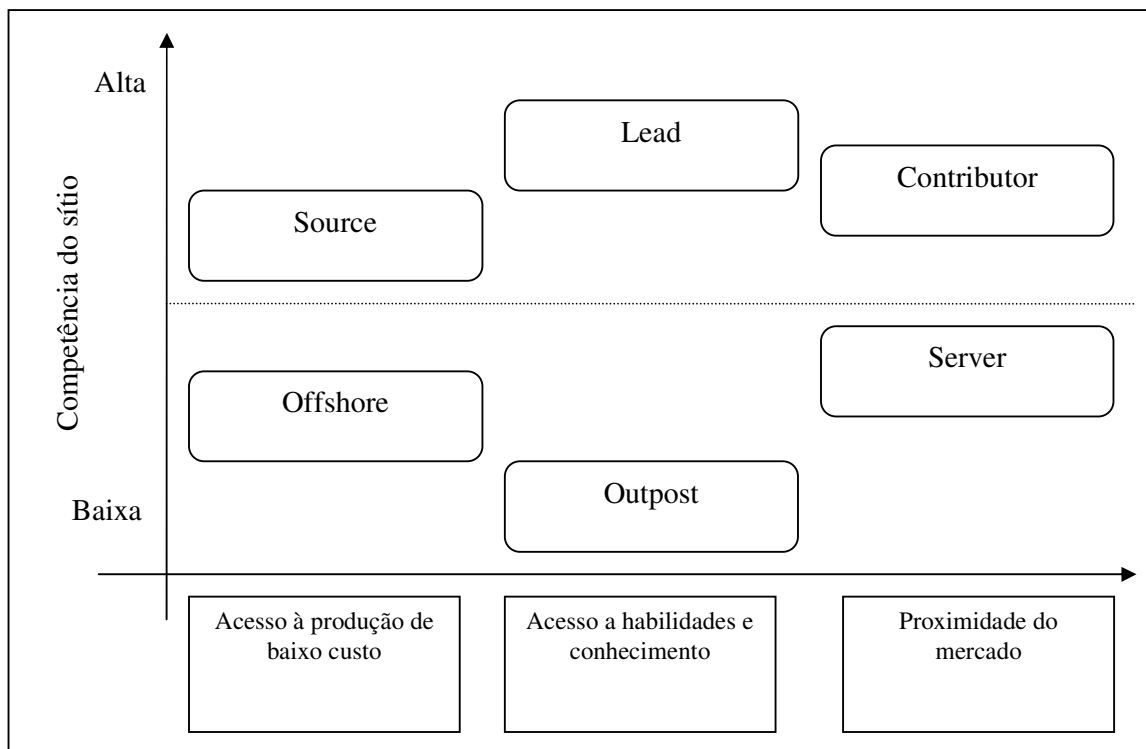 Alta
Lead
Contributor
Source
Competência do sítio
Server
Offshore
Outpost
Baixa
Acesso à produção de
baixo custo
Acesso a habilidades e
conhecimento
Proximidade do
mercado